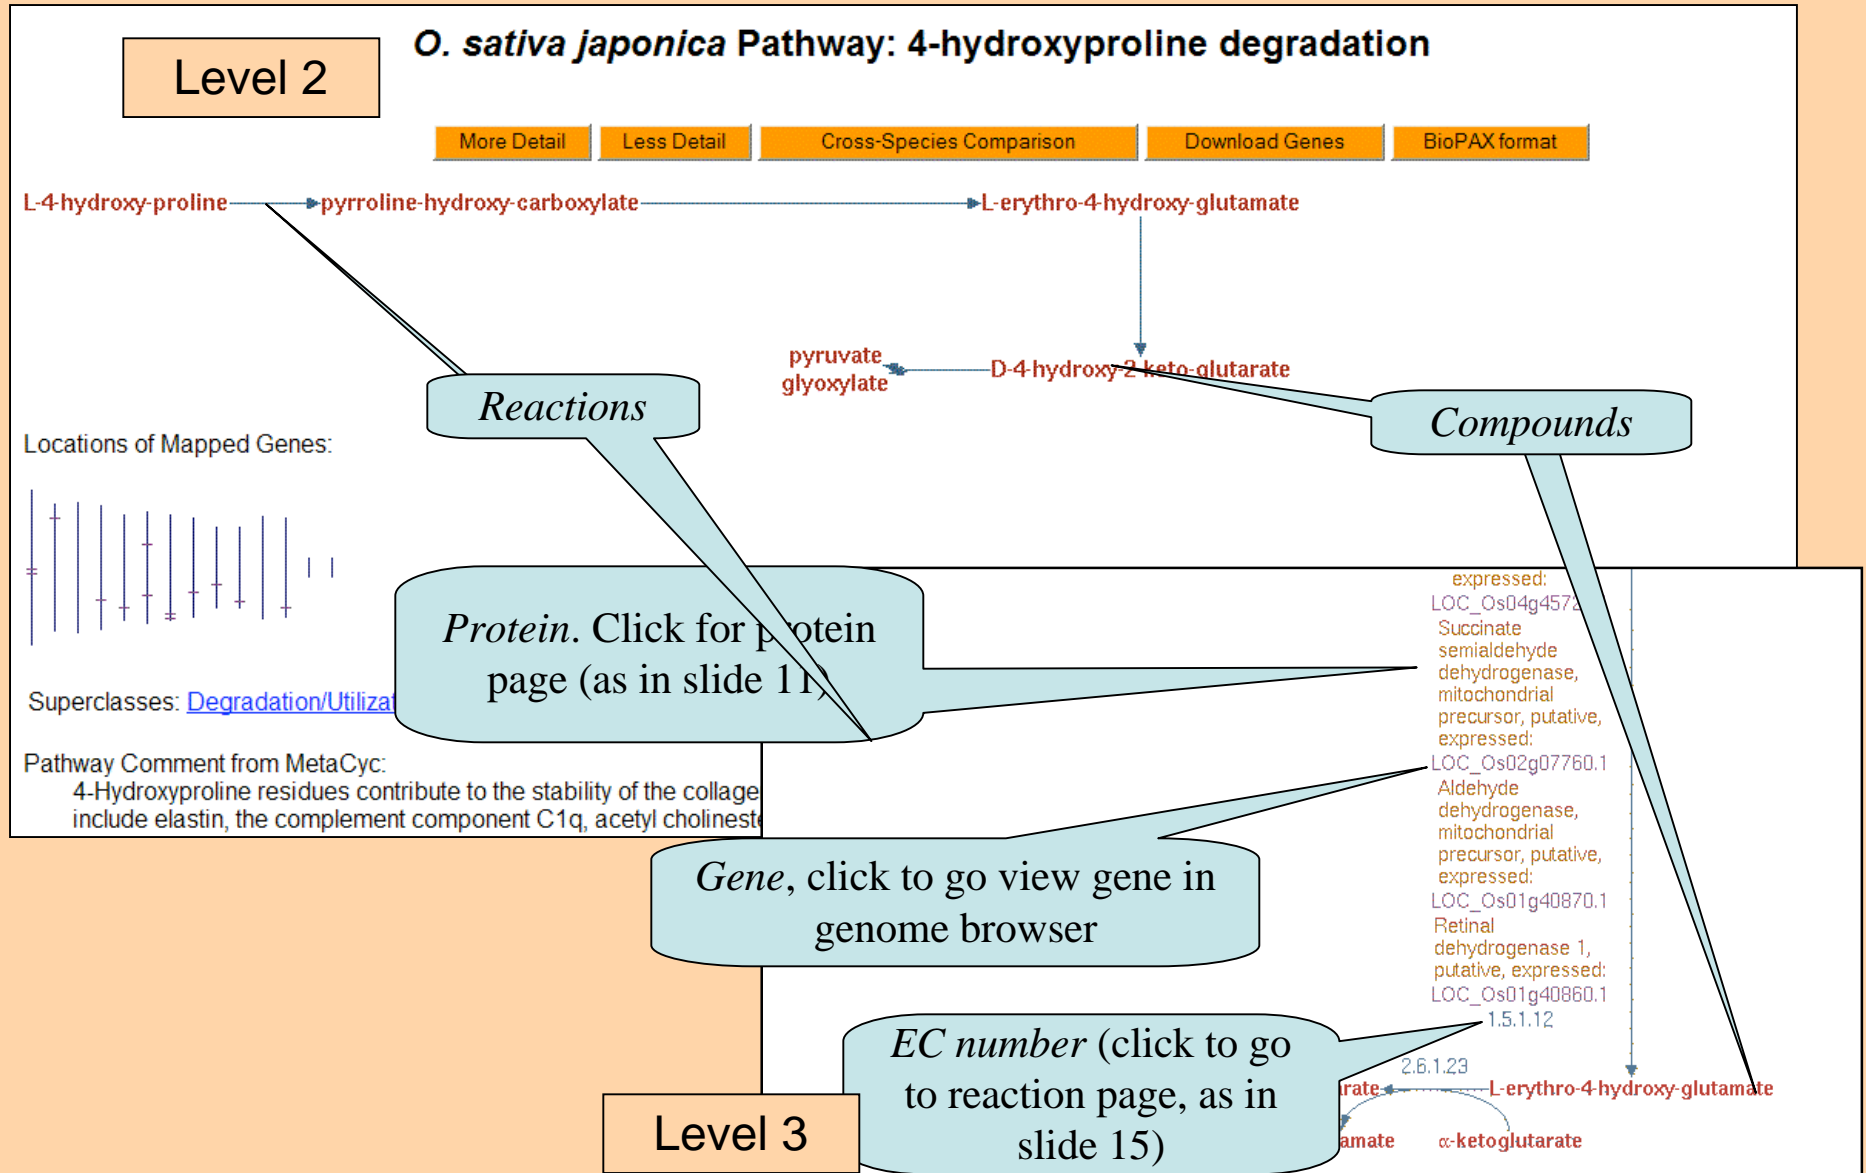 Level 2
O. sativa japonica Pathway: 4-hydroxyproline degradation
More Detail
Less Detail
Cross-Species Comparison
Download Genes
BioPAX format
L-4-hydroxy-proline
pyrroline-hydroxy-carboxylate
L-erythro-4-hydroxy-glutamate
pyruvate
glyoxylate
D-4-hydroxy-2-keto-glutarate
Reactions
Compounds
Locations of Mapped Genes:
Protein. Click for protein
page (as in slide 11)
Superclasses: Degradation/Utilizat
Pathway Comment from MetaCyc:
4-Hydroxyproline residues contribute to the stability of the collage
include elastin, the complement component C1q, acetyl cholineste
expressed:
LOC_Os04g4572
Succinate
semialdehyde
dehydrogenase,
mitochondrial
precursor, putative,
expressed:
LOC_Os02g07760.1
Aldehyde
dehydrogenase,
mitochondrial
precursor, putative,
expressed:
LOC_Os01g40870.1
Retinal
dehydrogenase 1,
putative, expressed:
LOC_Os01g40860.1
1.5.1.12
Gene, click to go view gene in
genome browser
EC number (click to go
to reaction page, as in
slide 15)
2.6.1.23
rate
L-erythro-4-hydroxy-glutamate
amate
α-ketoglutarate
Level 3